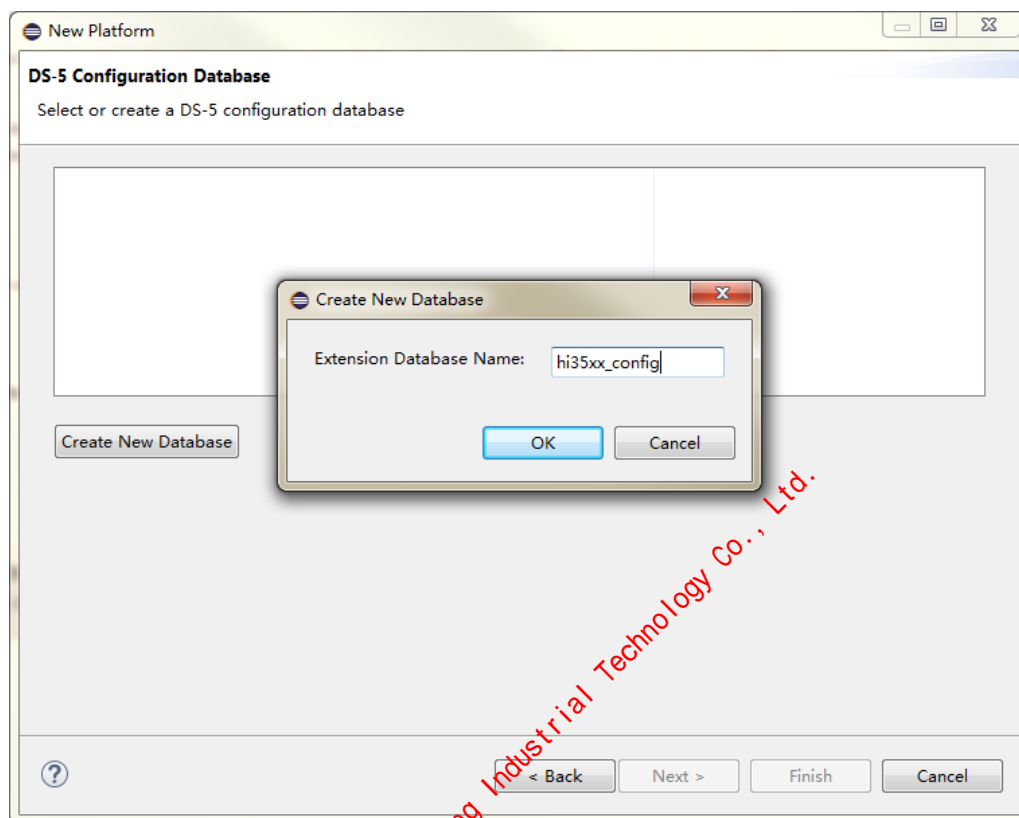 New Platform
DS-5 Configuration Database
Select or create a DS-5 configuration database
Create New Database
Extension Database Name: hi35xx_config
OK Cancel
Create New Database
Industrial Technology Co., Ltd.
? < Back Next > Finish Cancel